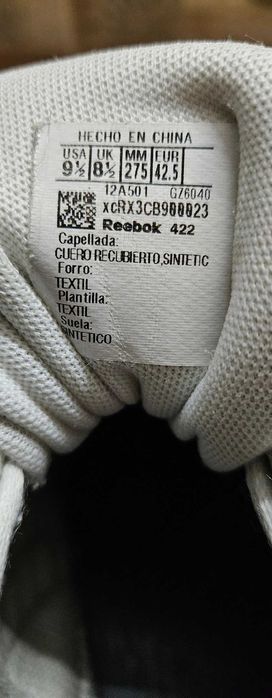 HECHO EN CHINA
USA UK MM EUR
9½ 8½ 275 42.5
12A501 GZ6040
xcRX3CB900023
Reebok 422
Capellada:
CUERO RECUBIERTO,SINTETIC
Forro:
TEXTIL
Plantilla:
TEXTIL
Suela:
SINTETICO